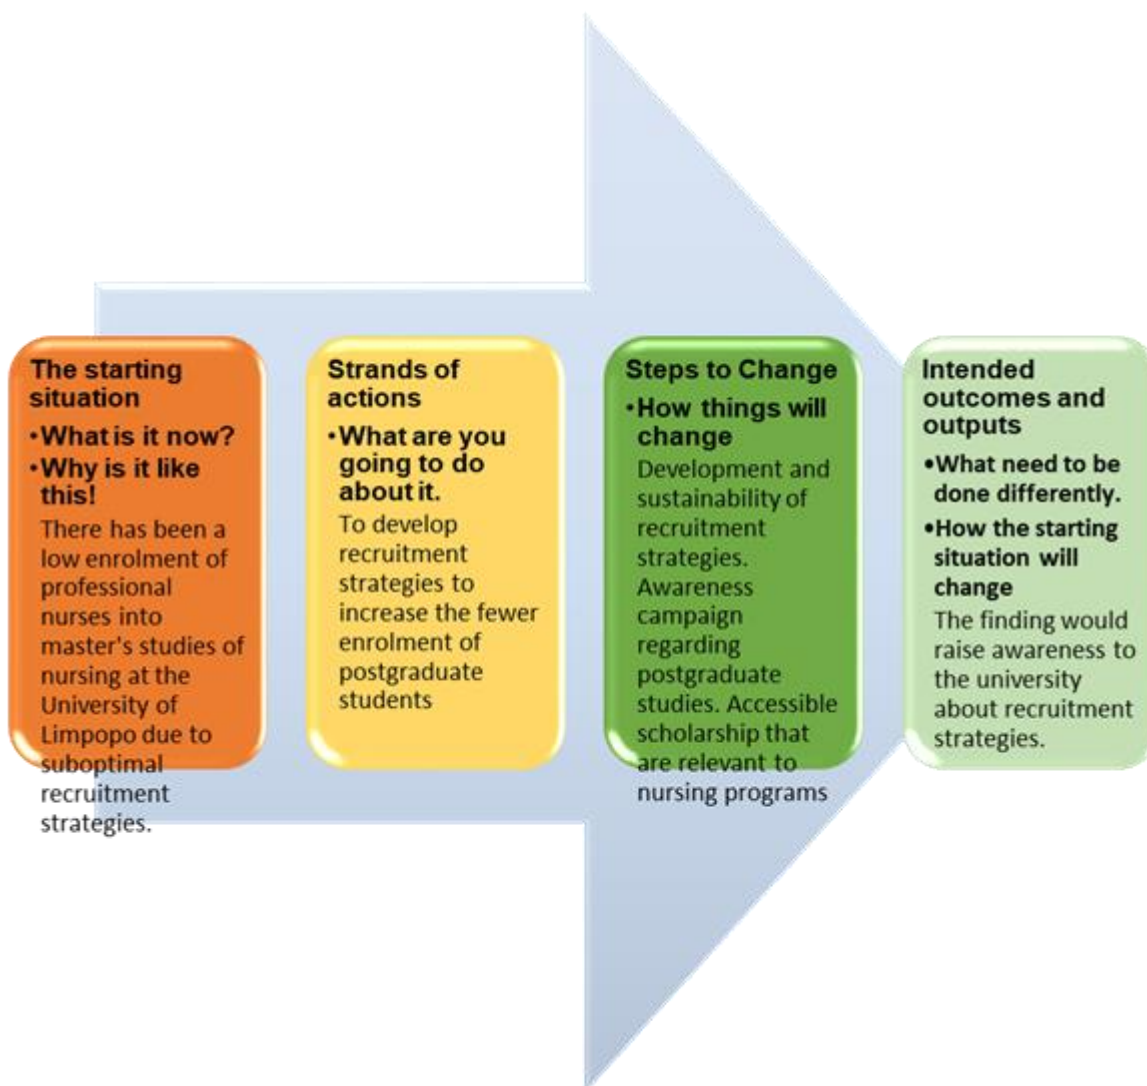 The starting
situation
•What is it now?
•Why is it like
this!
There has been a
low enrolment of
professional
nurses into
master's studies of
nursing at the
University of
Limpopo due to
suboptimal
recruitment
strategies.
Strands of
actions
•What are you
going to do
about it.
To develop
recruitment
strategies to
increase the fewer
enrolment of
postgraduate
students
Steps to Change
•How things will
change
Development and
sustainability of
recruitment
strategies.
Awareness
campaign
regarding
postgraduate
studies. Accessible
scholarship that
are relevant to
nursing programs
Intended
outcomes and
outputs
•What need to be
done differently.
•How the starting
situation will
change
The finding would
raise awareness to
the university
about recruitment
strategies.